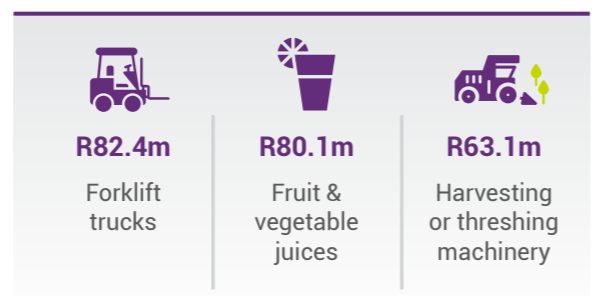 R82.4m
Forklift
trucks
R80.1m
Fruit &
vegetable
juices
R63.1m
Harvesting
or threshing
machinery